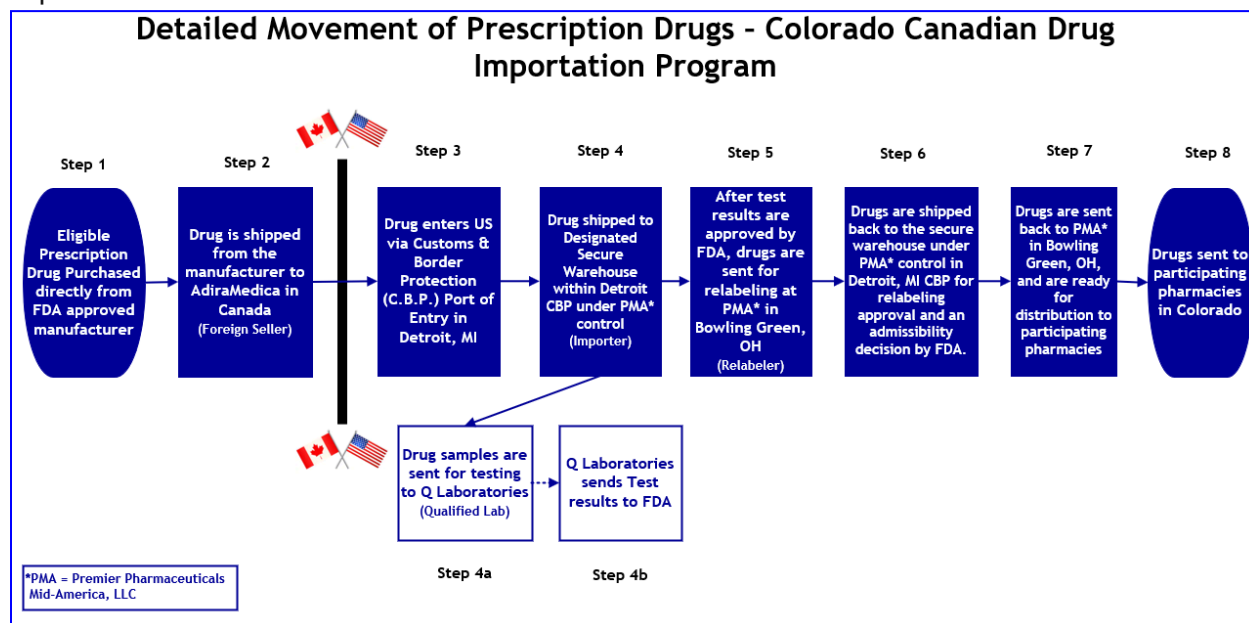 Detailed Movement of Prescription Drugs - Colorado Canadian Drug
Importation Program
Step 1
Eligible
Prescription
Drug Purchased
directly from
FDA approved
manufacturer
Step 2
Drug is shipped
from the
manufacturer to
AdiraMedica in
Canada
(Foreign Seller)
Step 3
Drug enters US
via Customs &
Border
Protection
(C.B.P.) Port of
Entry in
Detroit, MI
Step 4
Drug shipped to
Designated
Secure
Warehouse
within Detroit
CBP under PMA*
control
(Importer)
Step 5
After test
results are
approved by
FDA, drugs are
sent for
relabeling at
PMA* in
Bowling Green,
OH
(Relabeler)
Step 6
Drugs are shipped
back to the secure
warehouse under
PMA* control in
Detroit, MI CBP for
relabeling
approval and an
admissibility
decision by FDA.
Step 7
Drugs are sent
back to PMA*
in Bowling
Green, OH,
and are ready
for
distribution to
participating
pharmacies
Step 8
Drugs sent to
participating
pharmacies
in Colorado
Drug samples are
sent for testing
to Q Laboratories
(Qualified Lab)
Step 4a
Q Laboratories
sends Test
results to FDA
Step 4b
*PMA = Premier Pharmaceuticals
Mid-America, LLC